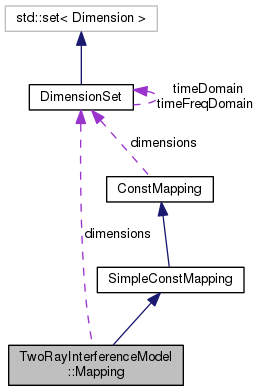 std::set< Dimension >
timeDomain
timeFreqDomain
DimensionSet
dimensions
ConstMapping
dimensions
SimpleConstMapping
TwoRayInterferenceModel
::Mapping